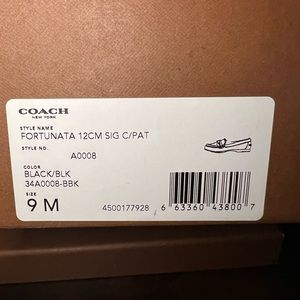 COACH
NEW YORK
STYLE NAME
FORTUNATA 12CM SIG C/PAT
STYLE NO.
A0008
COLOR
BLACK/BLK
34A0008-BBK
SIZE
9 M
4500177928
6 63360 43800 7